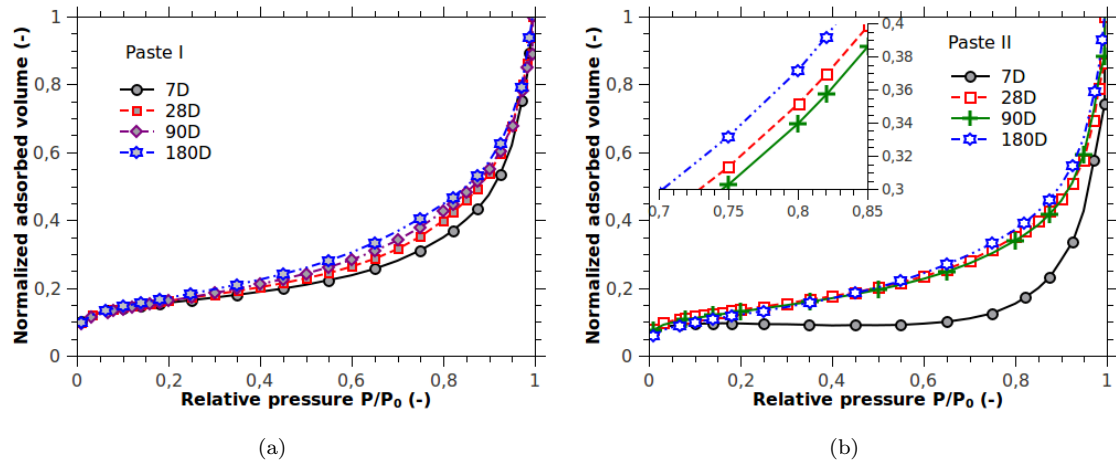 Normalized adsorbed volume (-)
1
0,8
0,6
0,4
0,2
0
Paste I
7D
28D
90D
180D
0
0,2
0,4
0,6
0,8
1
Relative pressure P/P0 (-)
(a)
Normalized adsorbed volume (-)
1
0,8
0,6
0,4
0,2
0
0,4
0,38
0,36
0,34
0,32
0,3
0,7
0,75
0,8
0,85
Paste II
7D
28D
90D
180D
0
0,2
0,4
0,6
0,8
1
Relative pressure P/P0 (-)
(b)